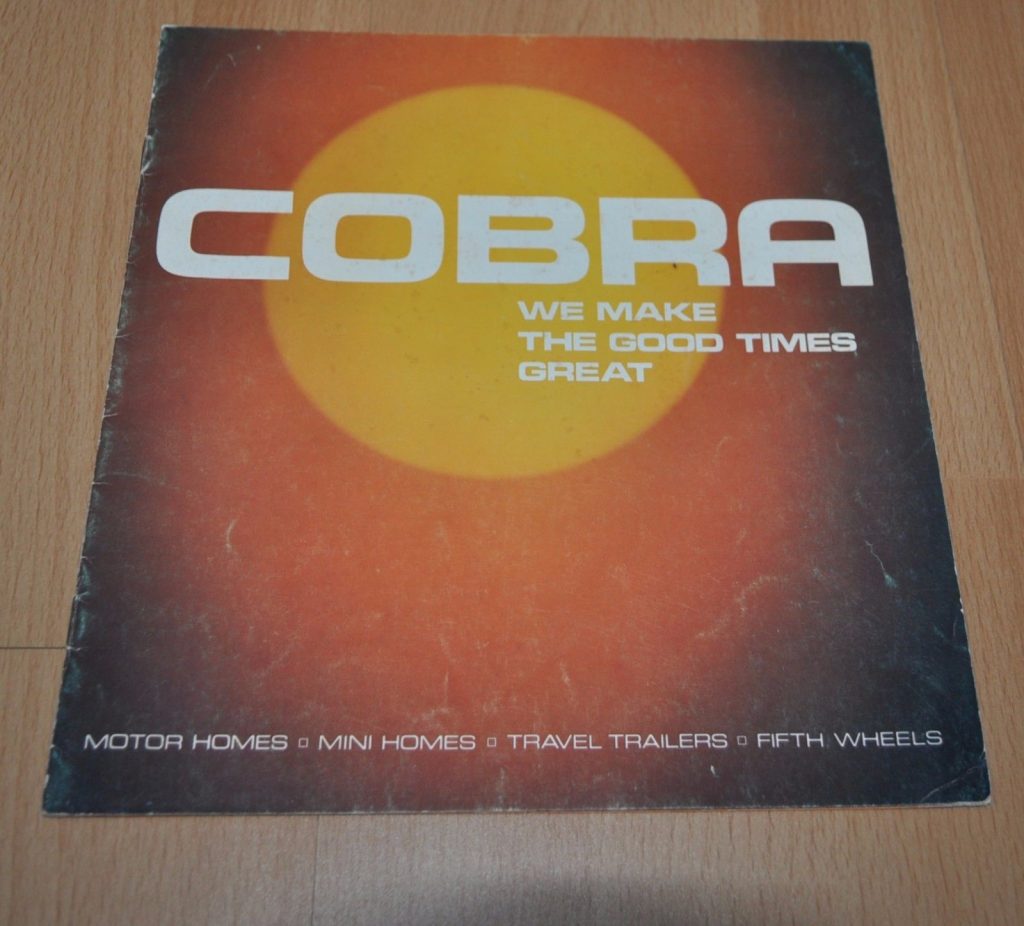 COBRA
WE MAKE
THE GOOD TIMES
GREAT
MOTOR HOMES ▫ MINI HOMES ▫ TRAVEL TRAILERS ▫ FIFTH WHEELS